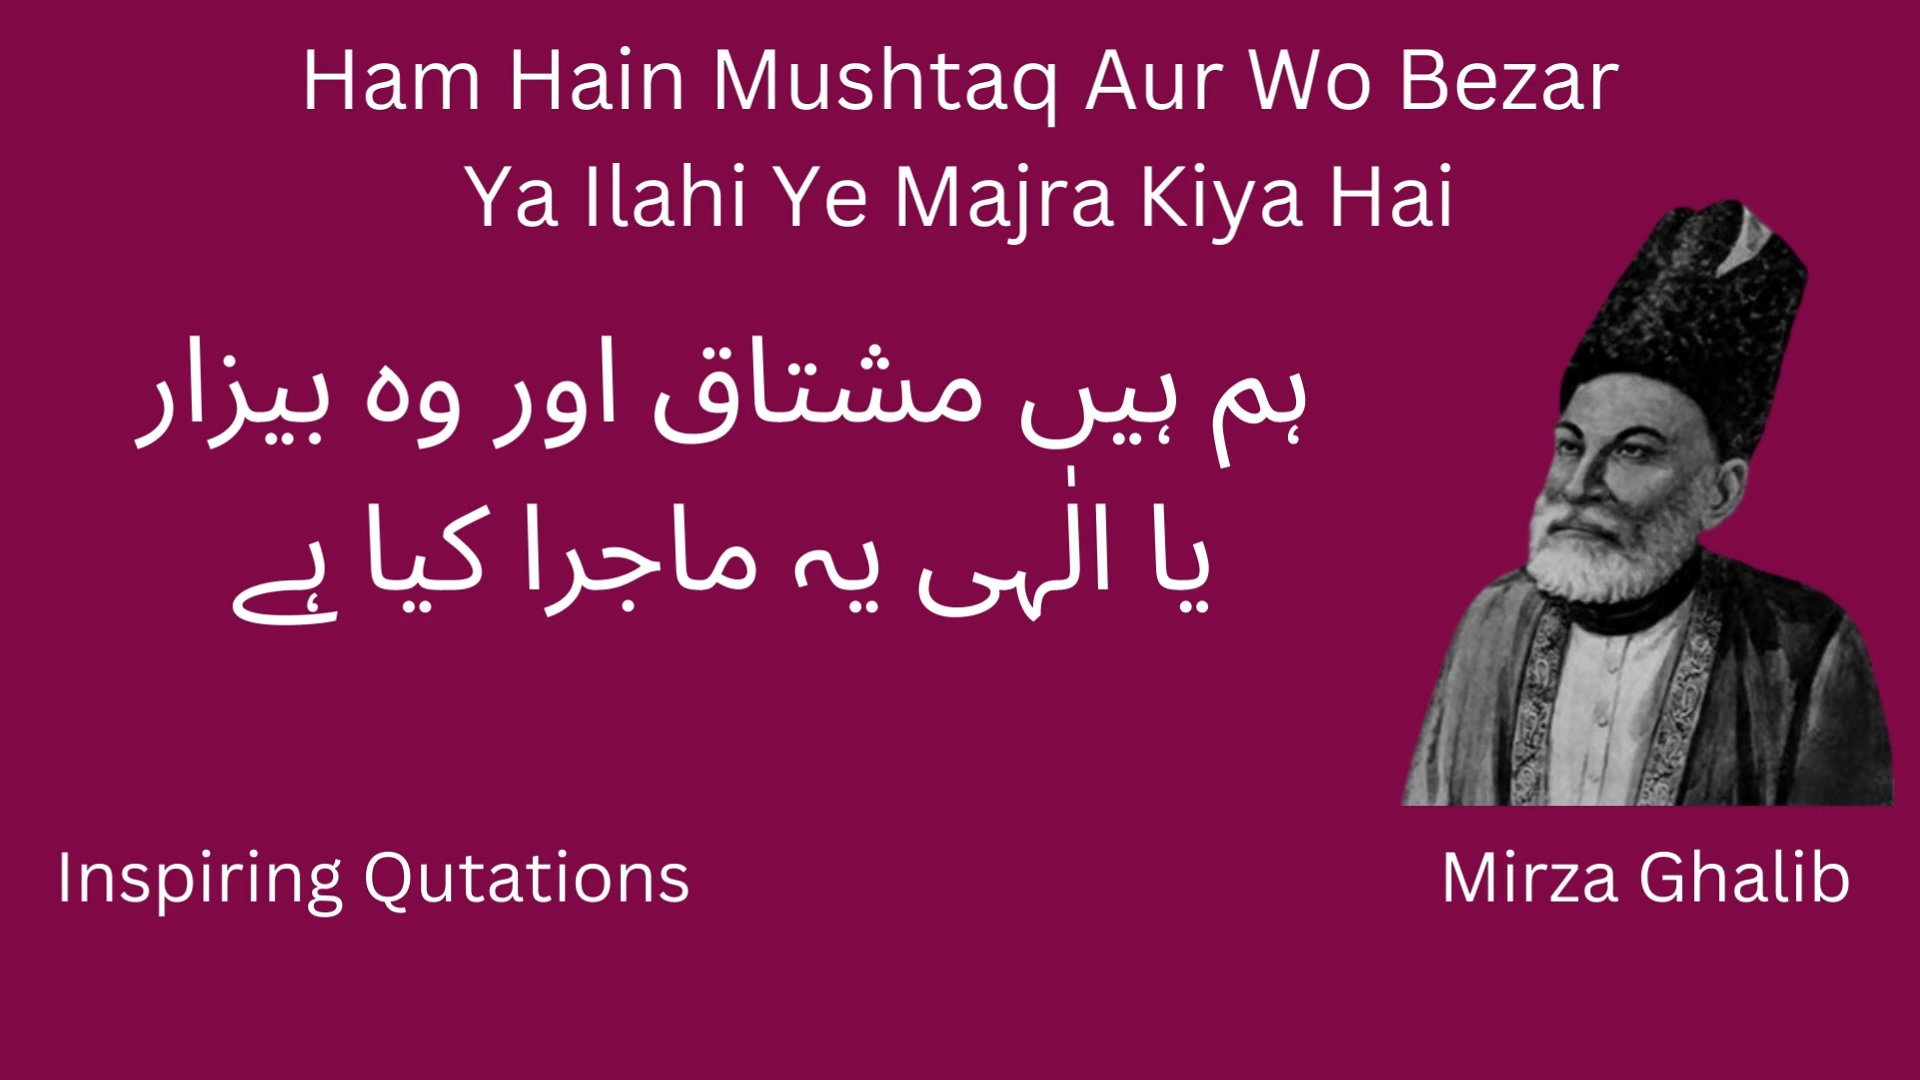 Ham Hain Mushtaq Aur Wo Bezar
Ya Ilahi Ye Majra Kiya Hai
ہم ہیں مشتاق اور وہ بیزار
یا الٰہی یہ ماجرا کیا ہے
Inspiring Qutations
Mirza Ghalib